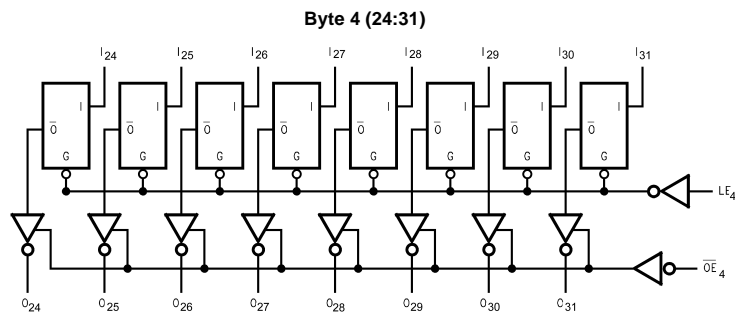 Byte 4 (24:31)
I24 I25 I26 I27 I28 I29 I30 I31
I I I I I I I I
O̅ O̅ O̅ O̅ O̅ O̅ O̅ O̅
G G G G G G G G
LE4
O̅E̅4
O24 O25 O26 O27 O28 O29 O30 O31